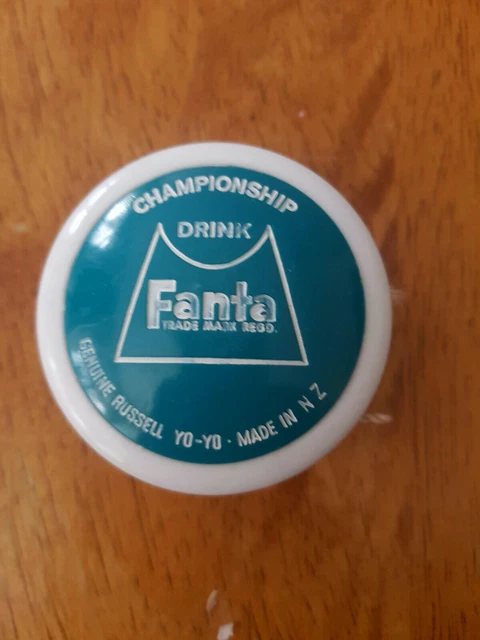 CHAMPIONSHIP
DRINK
Fanta
TRADE MARK REGD.
GENUINE RUSSELL YO-YO · MADE IN N Z